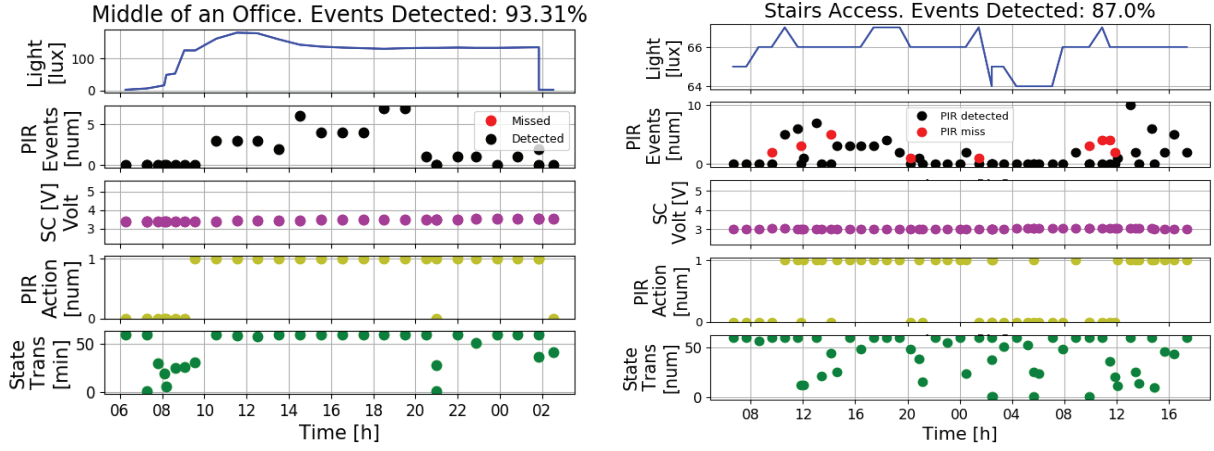 Middle of an Office. Events Detected: 93.31%
Light
[lux]
100
0
PIR
Events
[num]
5
0
Missed
Detected
SC [V]
Volt
5
4
3
PIR
Action
[num]
1
0
State
Trans
[min]
50
0
06 08 10 12 14 16 18 20 22 00 02
Time [h]
Stairs Access. Events Detected: 87.0%
Light
[lux]
66
64
PIR
Events
[num]
10
5
0
PIR detected
PIR miss
SC
Volt [V]
5
4
3
PIR
Action
[num]
1
0
State
Trans
[num]
50
0
08 12 16 20 00 04 08 12 16
Time [h]